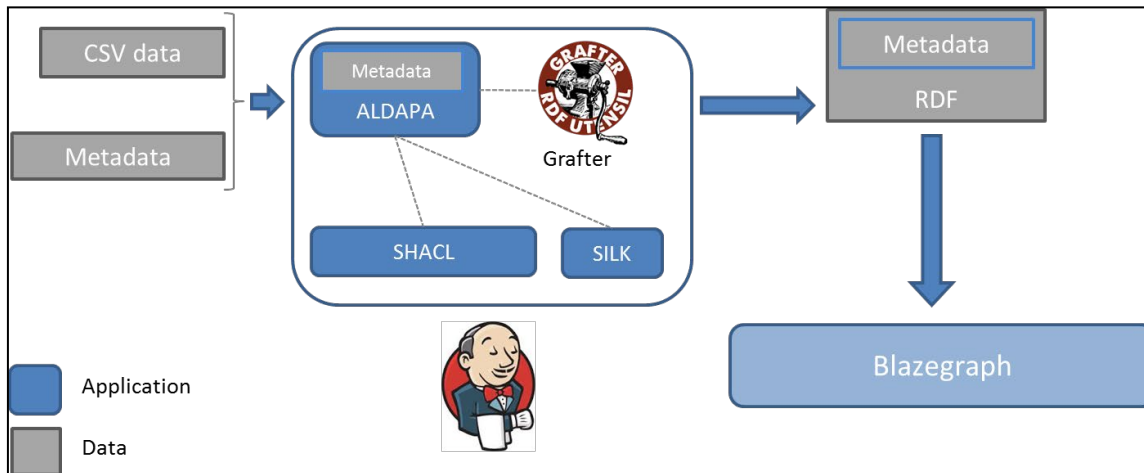 CSV data
Metadata
Metadata
ALDAPA
GRAFTER
RDF UTENSIL
Grafter
SHACL
SILK
Metadata
RDF
Blazegraph
Application
Data